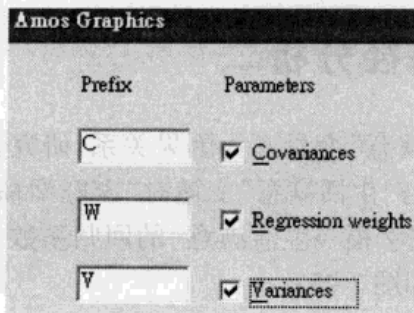 Amos Graphics
Prefix Parameters
C Covariances
W Regression weights
V Variances